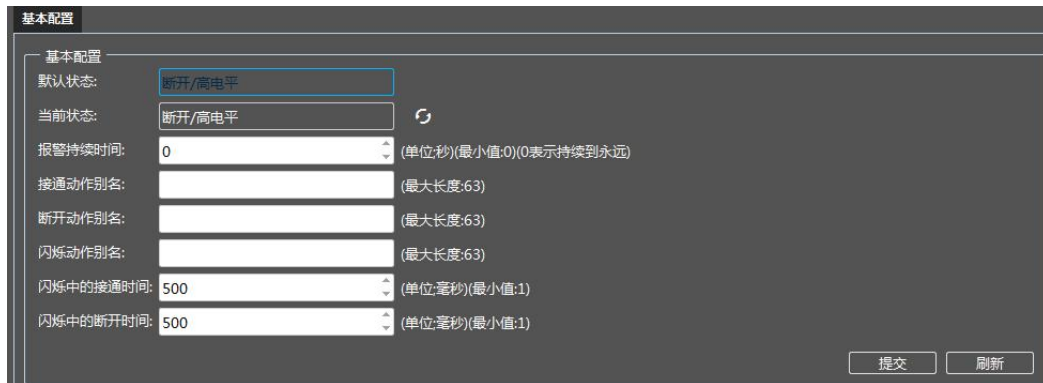 基本配置
基本配置
默认状态: 断开/高电平
当前状态: 断开/高电平
报警持续时间: 0 (单位;秒)(最小值:0)(0表示持续到永远)
接通动作别名: (最大长度:63)
断开动作别名: (最大长度:63)
闪烁动作别名: (最大长度:63)
闪烁中的接通时间: 500 (单位;毫秒)(最小值:1)
闪烁中的断开时间: 500 (单位;毫秒)(最小值:1)
提交 刷新